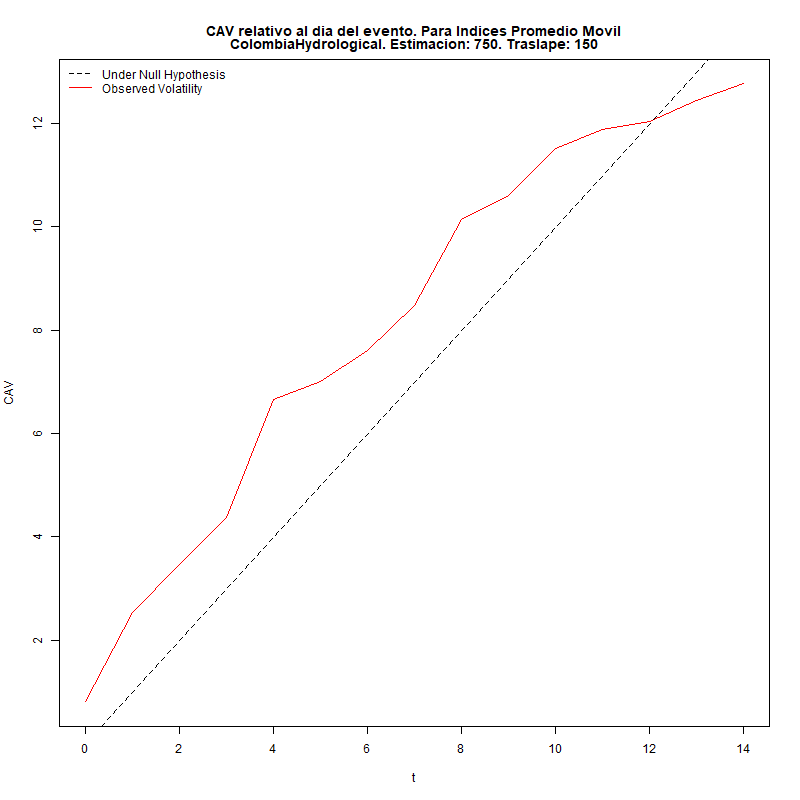 CAV relativo al dia del evento. Para Indices Promedio Movil
ColombiaHydrological. Estimacion: 750. Traslape: 150
Under Null Hypothesis
Observed Volatility
CAV
12
10
8
6
4
2
0 2 4 6 8 10 12 14
t